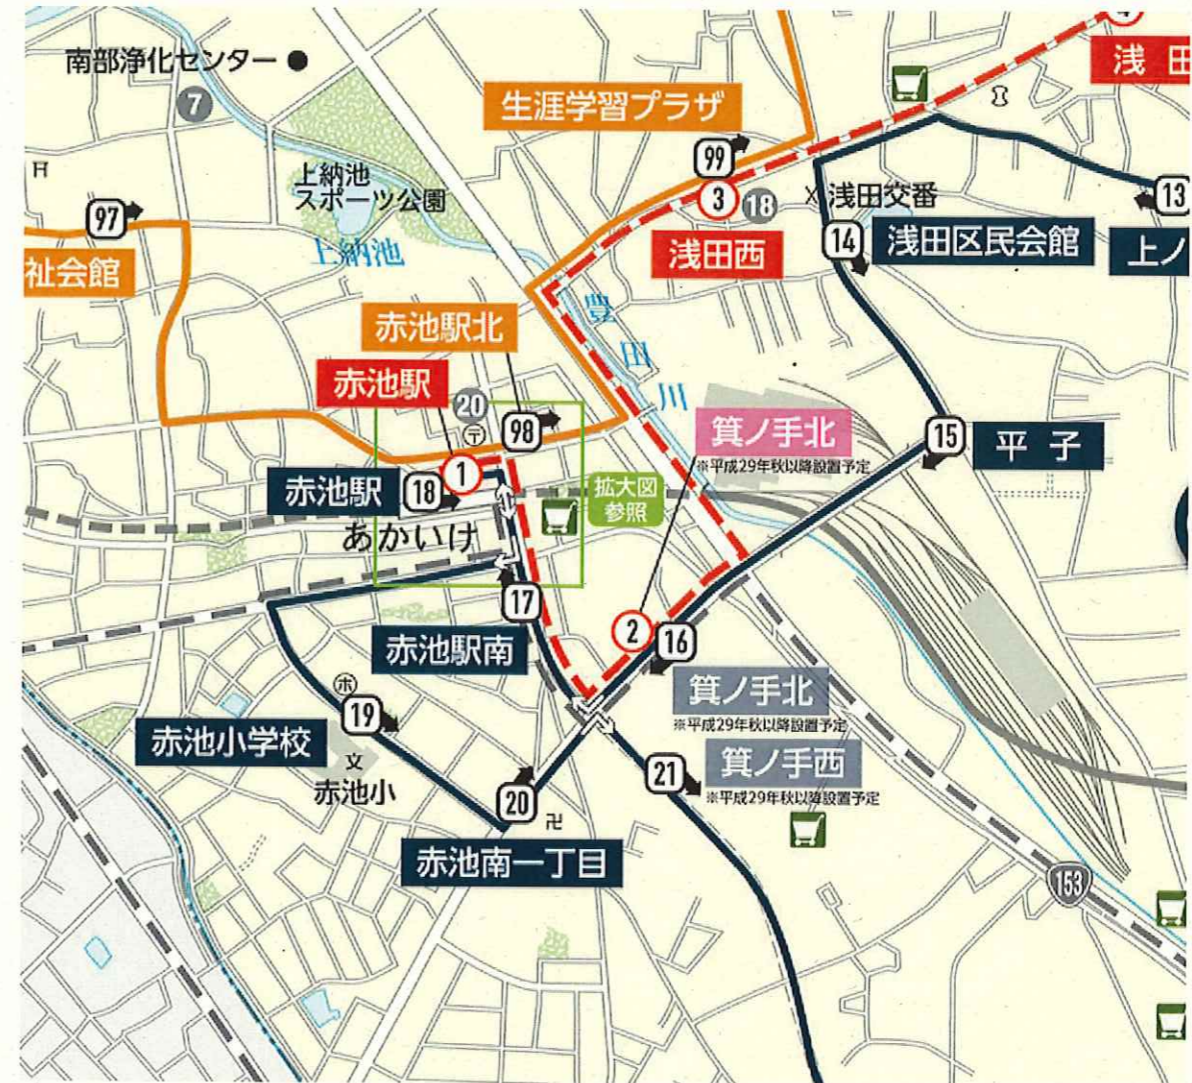 4
浅 田
南部浄化センター
7
生涯学習プラザ
99
H
上納池
スポーツ公園
上納池
3
18
浅田交番
13
97
14
浅田区民会館
上ノ
浅田西
祉会館
豊
田
川
赤池駅北
赤池駅
20
〒
98
箕ノ手北
※平成29年秋以降設置予定
15
平 子
1
赤池駅
18
拡大図
参照
あかいけ
17
2
16
赤池駅南
箕ノ手北
※平成29年秋以降設置予定
ホ
19
赤池小学校
文
赤池小
21
箕ノ手西
※平成29年秋以降設置予定
20
卍
赤池南一丁目
153